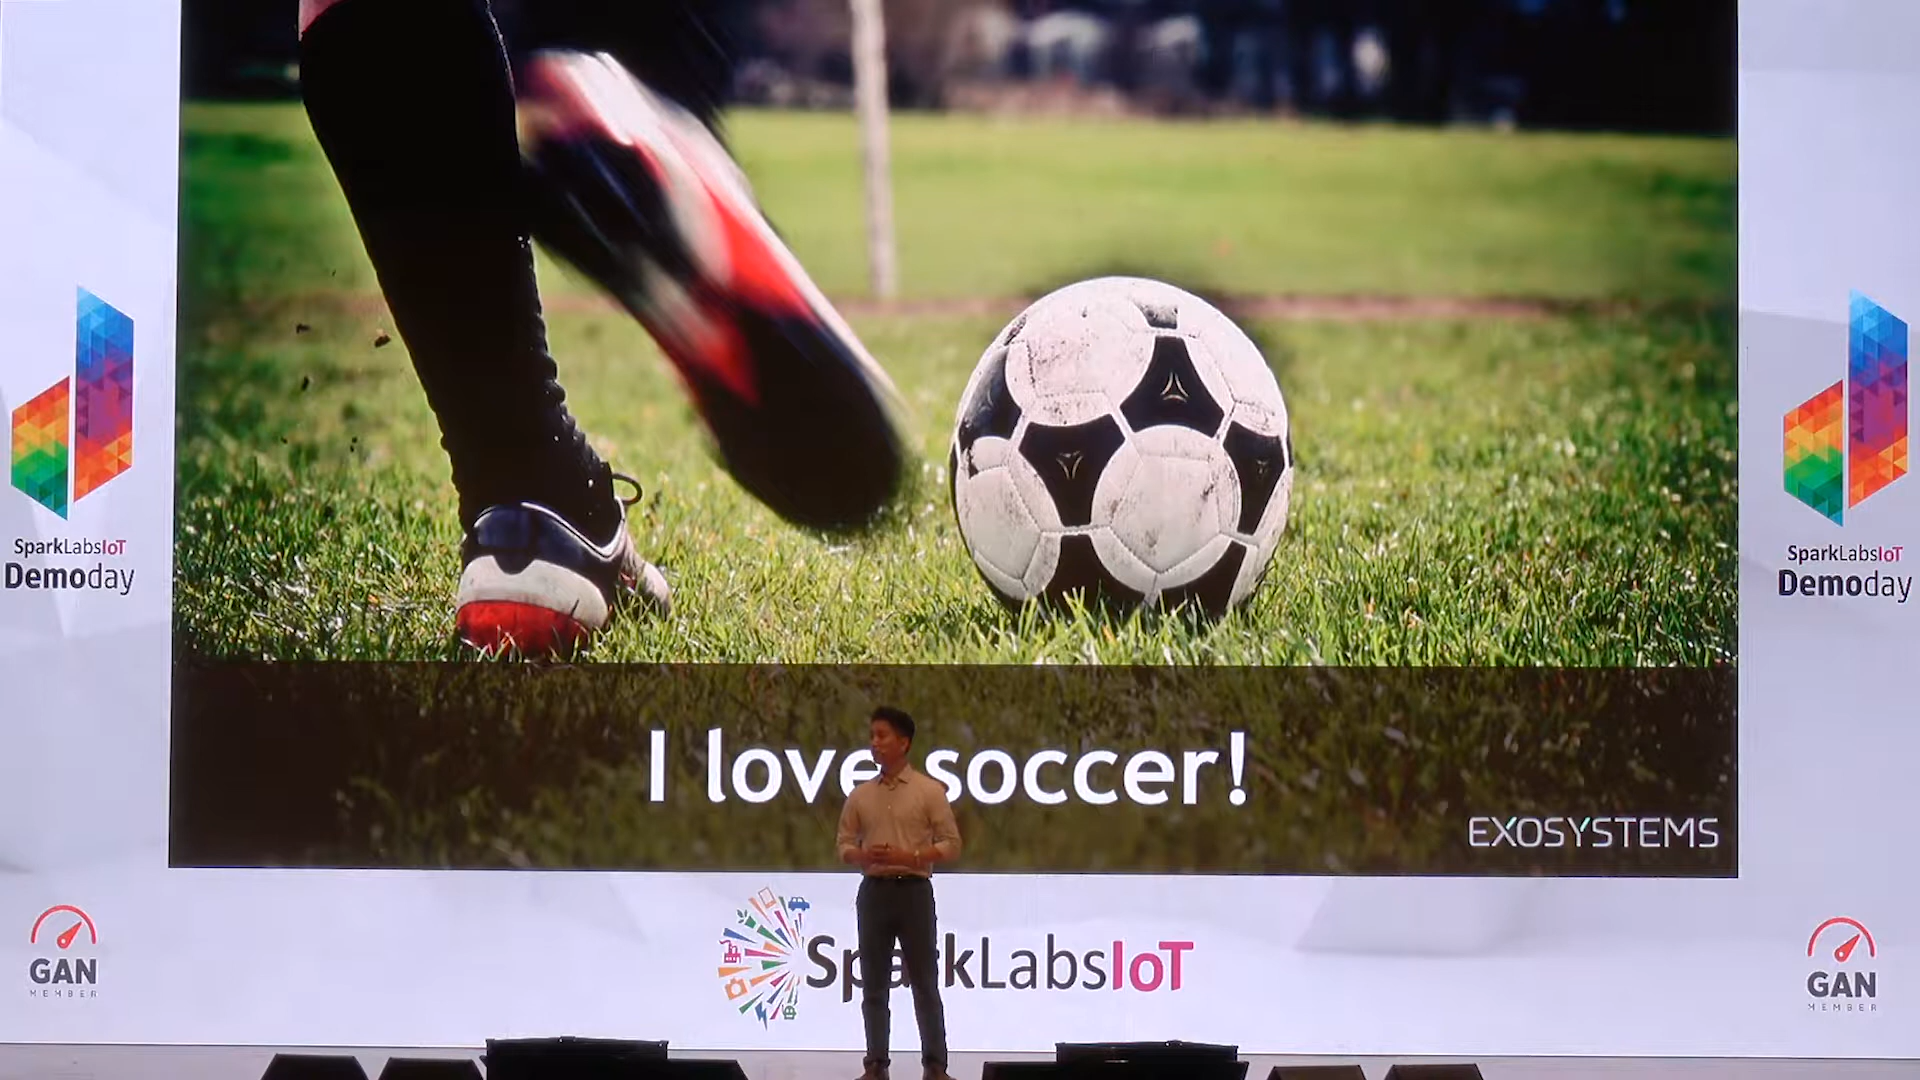 SparkLabsIoT
Demoday
SparkLabsIoT
Demoday
I love soccer!
EXOSYSTEMS
GAN
MEMBER
SparkLabsIoT
GAN
MEMBER